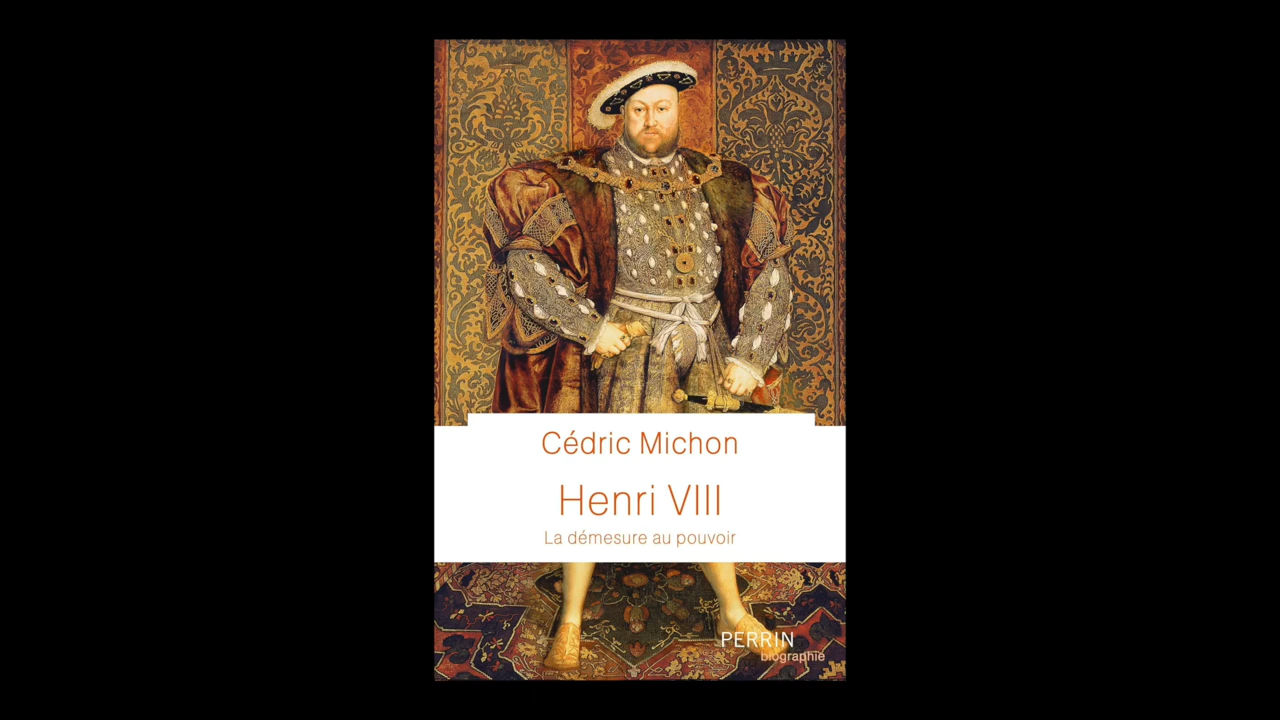 Cédric Michon
Henri VIII
La démesure au pouvoir
PERRIN
biographie